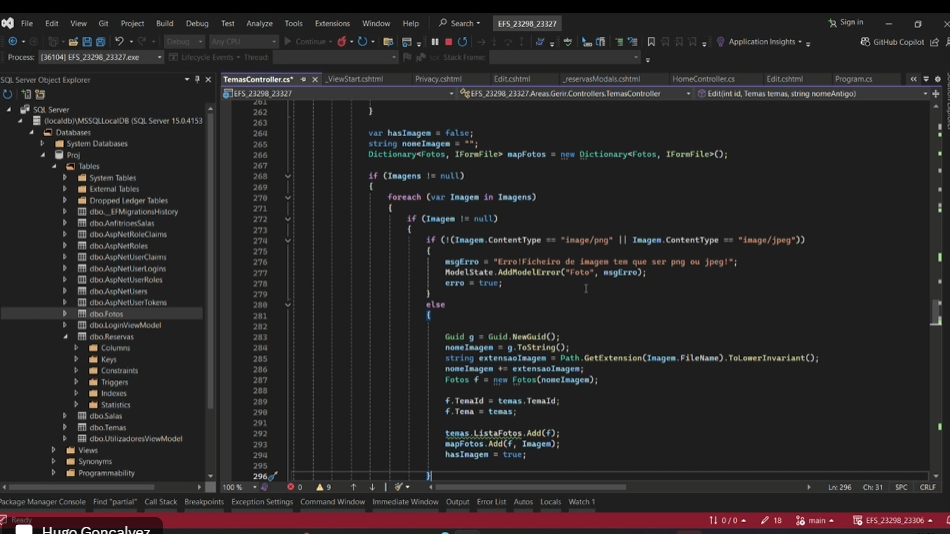 File Edit View Git Project Build Debug Test Analyze Tools Extensions Window Help Search EFS_23298_23327 Sign in
Debug Any CPU Continue Application Insights GitHub Copilot
Process: [36104] EFS_23298_23327.exe Lifecycle Events Thread: Stack Frame:
SQL Server Object Explorer
SQL Server
(localdb)\MSSQLLocalDB (SQL Server 15.0.4153
Databases
System Databases
Proj
Tables
System Tables
External Tables
Dropped Ledger Tables
dbo.__EFMigrationsHistory
dbo.AnfitrioesSalas
dbo.AspNetRoleClaims
dbo.AspNetRoles
dbo.AspNetUserClaims
dbo.AspNetUserLogins
dbo.AspNetUserRoles
dbo.AspNetUsers
dbo.AspNetUserTokens
dbo.Fotos
dbo.LoginViewModel
dbo.Reservas
Columns
Keys
Constraints
Triggers
Indexes
Statistics
dbo.Salas
dbo.Temas
dbo.UtilizadoresViewModel
Views
Synonyms
Programmability
TemasController.cs* _ViewStart.cshtml Privacy.cshtml Edit.cshtml _reservasModals.cshtml HomeController.cs Edit.cshtml Program.cs
EFS_23298_23327 EFS_23298_23327.Areas.Gerir.Controllers.TemasController Edit(int id, Temas temas, string nomeAntigo)
261
262 }
263
264 var hasImagem = false;
265 string nomeImagem = "";
266 Dictionary<Fotos, IFormFile> mapFotos = new Dictionary<Fotos, IFormFile>();
267
268 if (Imagens != null)
269 {
270 foreach (var Imagem in Imagens)
271 {
272 if (Imagem != null)
273 {
274 if (!(Imagem.ContentType == "image/png" || Imagem.ContentType == "image/jpeg"))
275 {
276 msgErro = "Erro!Ficheiro de imagem tem que ser png ou jpeg!";
277 ModelState.AddModelError("Foto", msgErro);
278 erro = true;
279 }
280 else
281 {
282
283 Guid g = Guid.NewGuid();
284 nomeImagem = g.ToString();
285 string extensaoImagem = Path.GetExtension(Imagem.FileName).ToLowerInvariant();
286 nomeImagem += extensaoImagem;
287 Fotos f = new Fotos(nomeImagem);
288
289 f.TemaId = temas.TemaId;
290 f.Tema = temas;
291
292 temas.ListaFotos.Add(f);
293 mapFotos.Add(f, Imagem);
294 hasImagem = true;
295
296 }
100 % 0 9 Ln: 296 Ch: 31 SPC CRLF
Package Manager Console Find "partial" Call Stack Breakpoints Exception Settings Command Window Immediate Window Output Error List Autos Locals Watch 1
Ready 0 / 0 18 main EFS_23298_23306
Hugo Gonçalvez